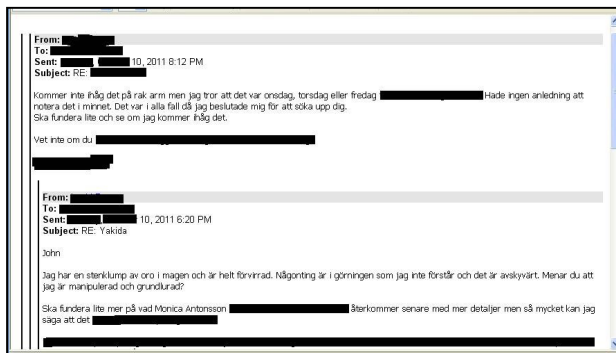 From:
To:
Sent: 10, 2011 8:12 PM
Subject: RE:
Kommer inte ihåg det på rak arm men jag tror att det var onsdag, torsdag eller fredag Hade ingen anledning att
notera det i minnet. Det var i alla fall då jag beslutade mig för att söka upp dig.
Ska fundera lite och se om jag kommer ihåg det.
Vet inte om du
From:
To:
Sent: 10, 2011 6:20 PM
Subject: RE: Yakida
John
Jag har en stenklump av oro i magen och är helt förvirrad. Någonting är i görningen som jag inte förstår och det är avskyvärt. Menar du att
jag är manipulerad och grundlurad?
Ska fundera lite mer på vad Monica Antonsson återkommer senare med mer detaljer men så mycket kan jag
säga att det